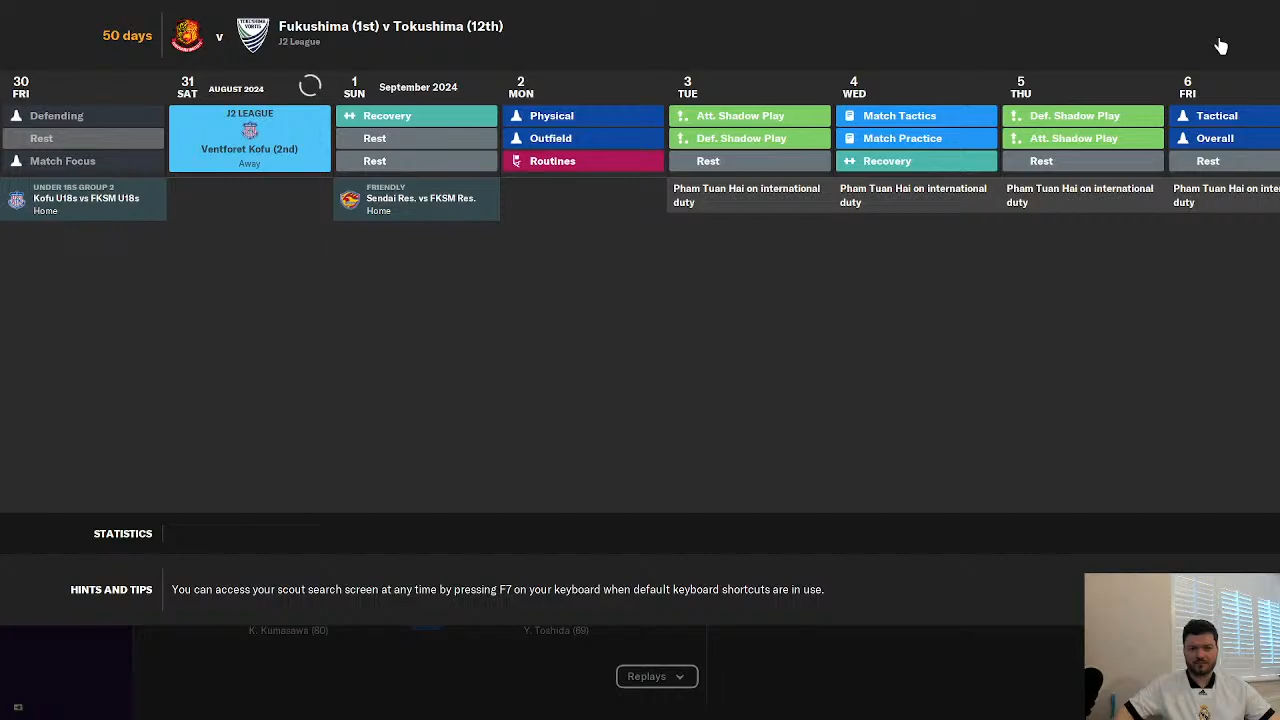 50 days
v
Fukushima (1st) v Tokushima (12th)
J2 League
30
FRI
31
SAT
AUGUST 2024
1
SUN
September 2024
2
MON
3
TUE
4
WED
5
THU
6
FRI
Defending
Rest
Match Focus
J2 LEAGUE
Ventforet Kofu (2nd)
Away
Recovery
Rest
Rest
Physical
Outfield
Routines
Att. Shadow Play
Def. Shadow Play
Rest
Match Tactics
Match Practice
Recovery
Def. Shadow Play
Att. Shadow Play
Rest
Tactical
Overall
Rest
UNDER 18S GROUP 2
Kofu U18s vs FKSM U18s
Home
FRIENDLY
Sendai Res. vs FKSM Res.
Home
Pham Tuan Hai on international
duty
Pham Tuan Hai on international
duty
Pham Tuan Hai on international
duty
Pham Tuan Hai on inte
duty
STATISTICS
HINTS AND TIPS
You can access your scout search screen at any time by pressing F7 on your keyboard when default keyboard shortcuts are in use.
K. Kumasawa (60)
Y. Toshida (69)
Replays